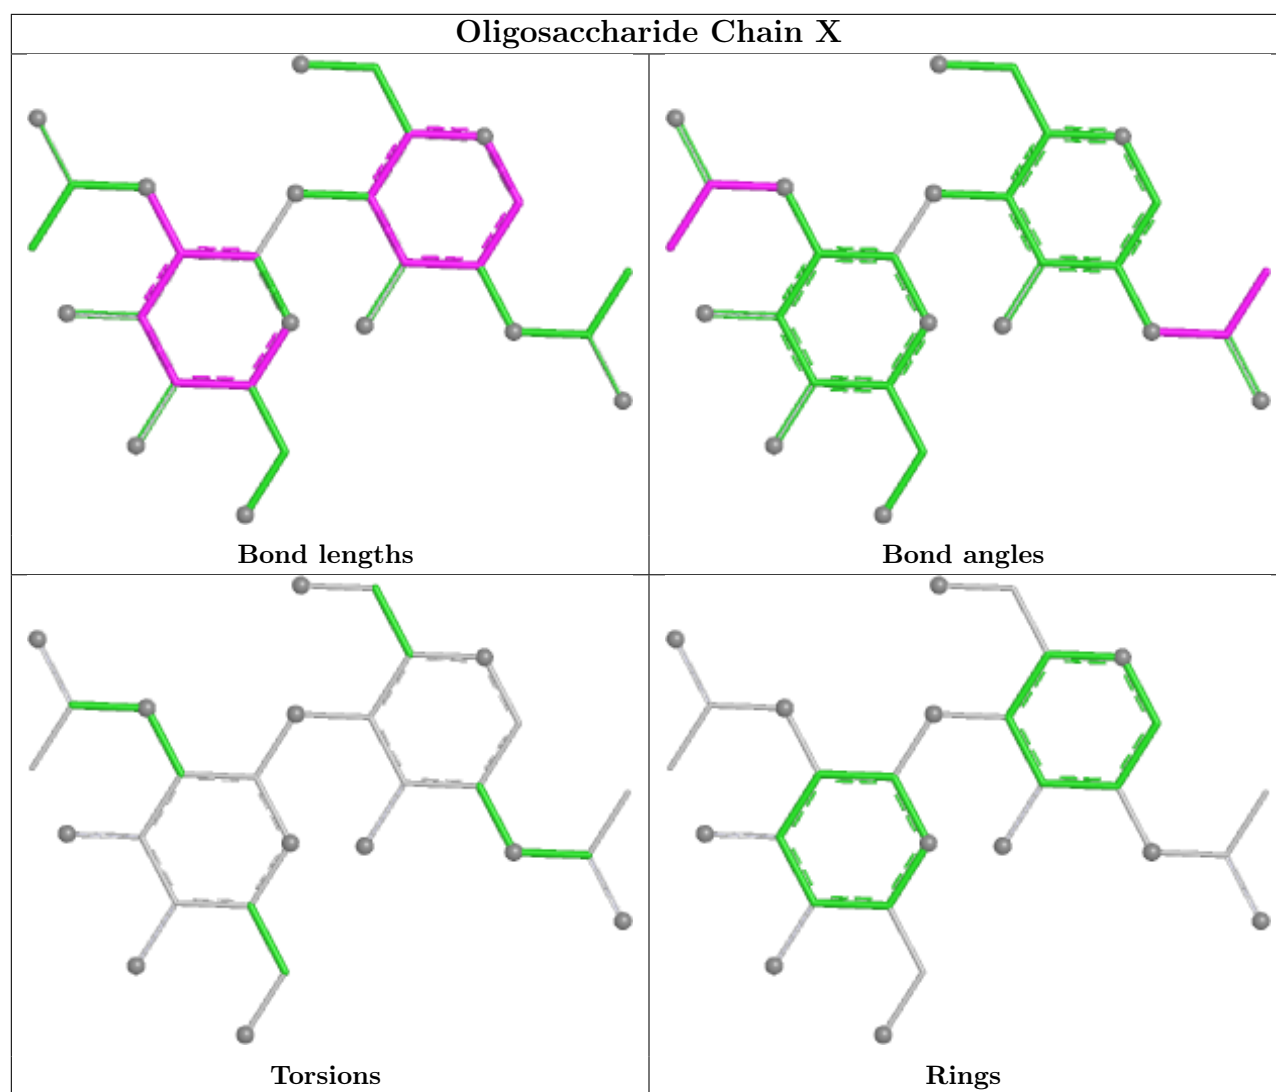 Oligosaccharide Chain X
Bond lengths
Bond angles
Torsions
Rings